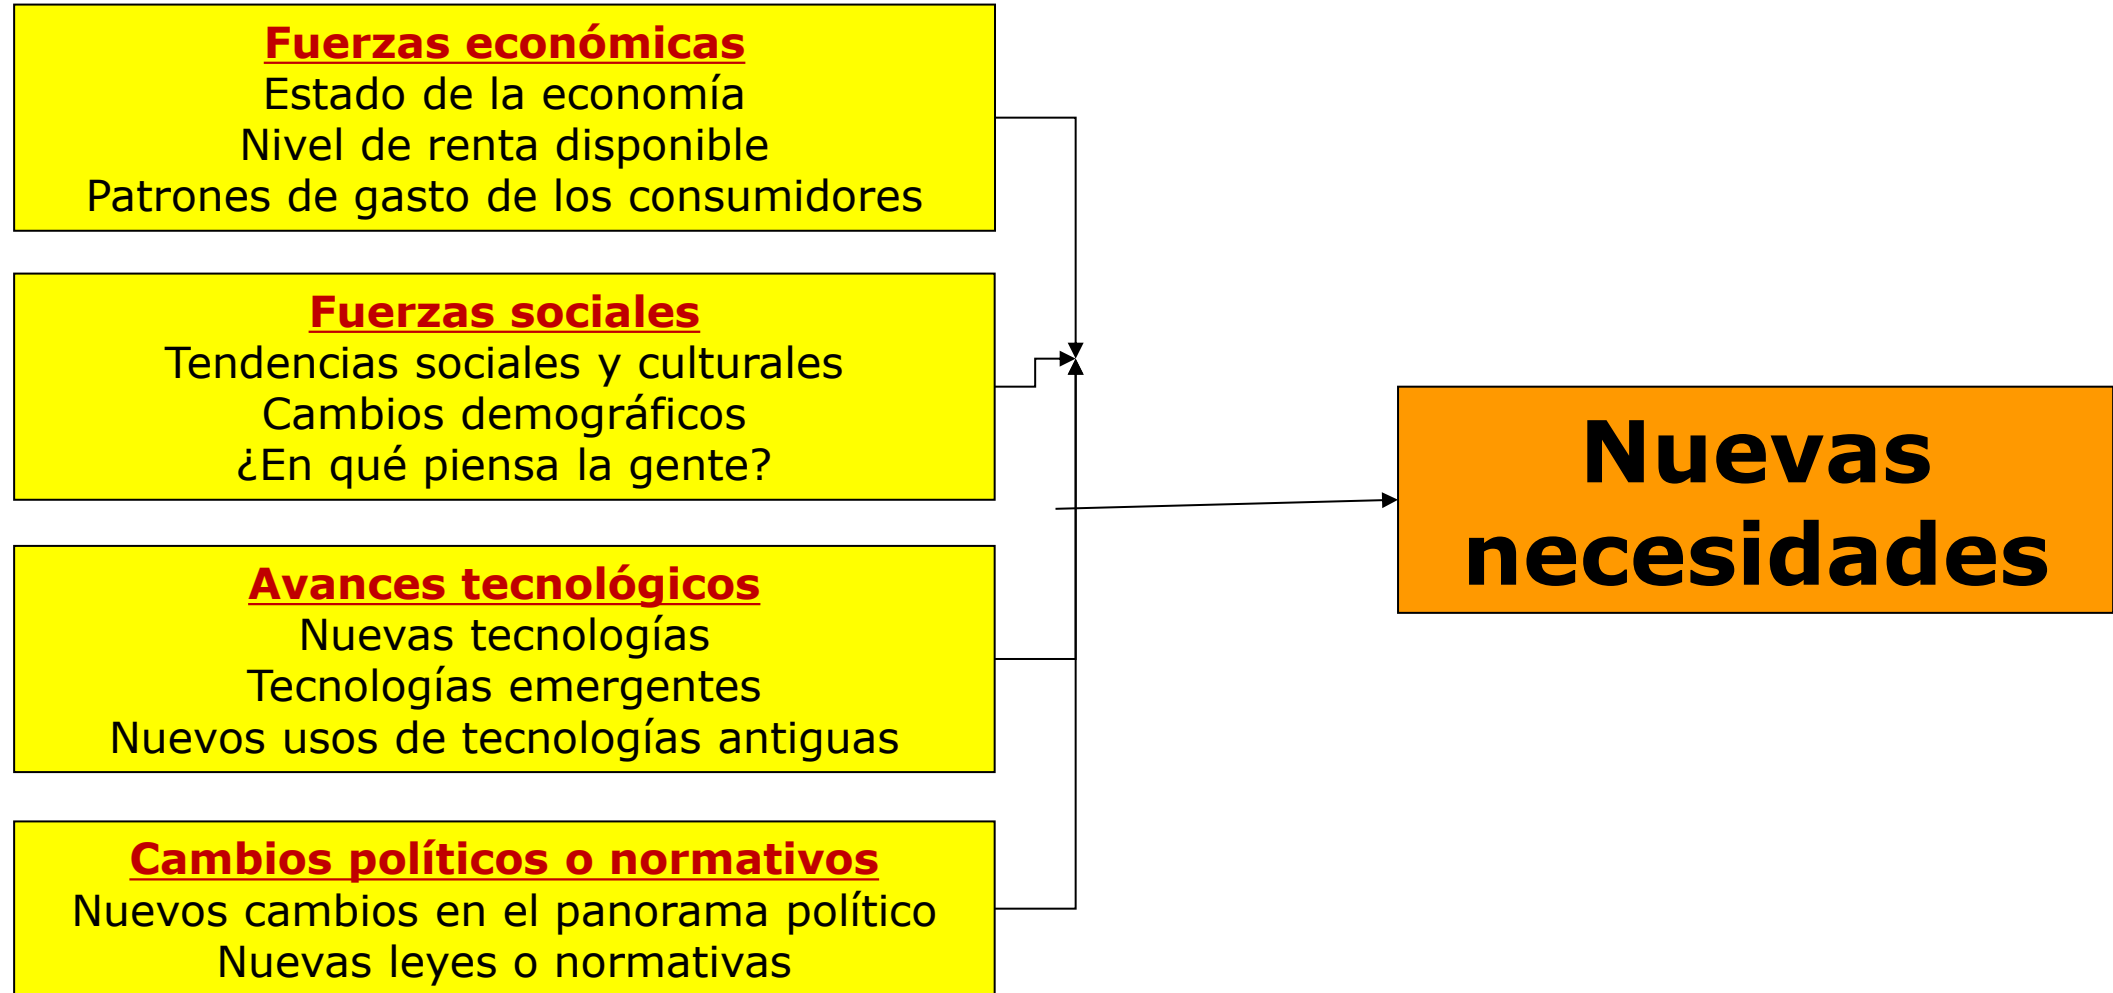 Fuerzas económicas
Estado de la economía
Nivel de renta disponible
Patrones de gasto de los consumidores
Fuerzas sociales
Tendencias sociales y culturales
Cambios demográficos
¿En qué piensa la gente?
Avances tecnológicos
Nuevas tecnologías
Tecnologías emergentes
Nuevos usos de tecnologías antiguas
Cambios políticos o normativos
Nuevos cambios en el panorama político
Nuevas leyes o normativas
Nuevas
necesidades